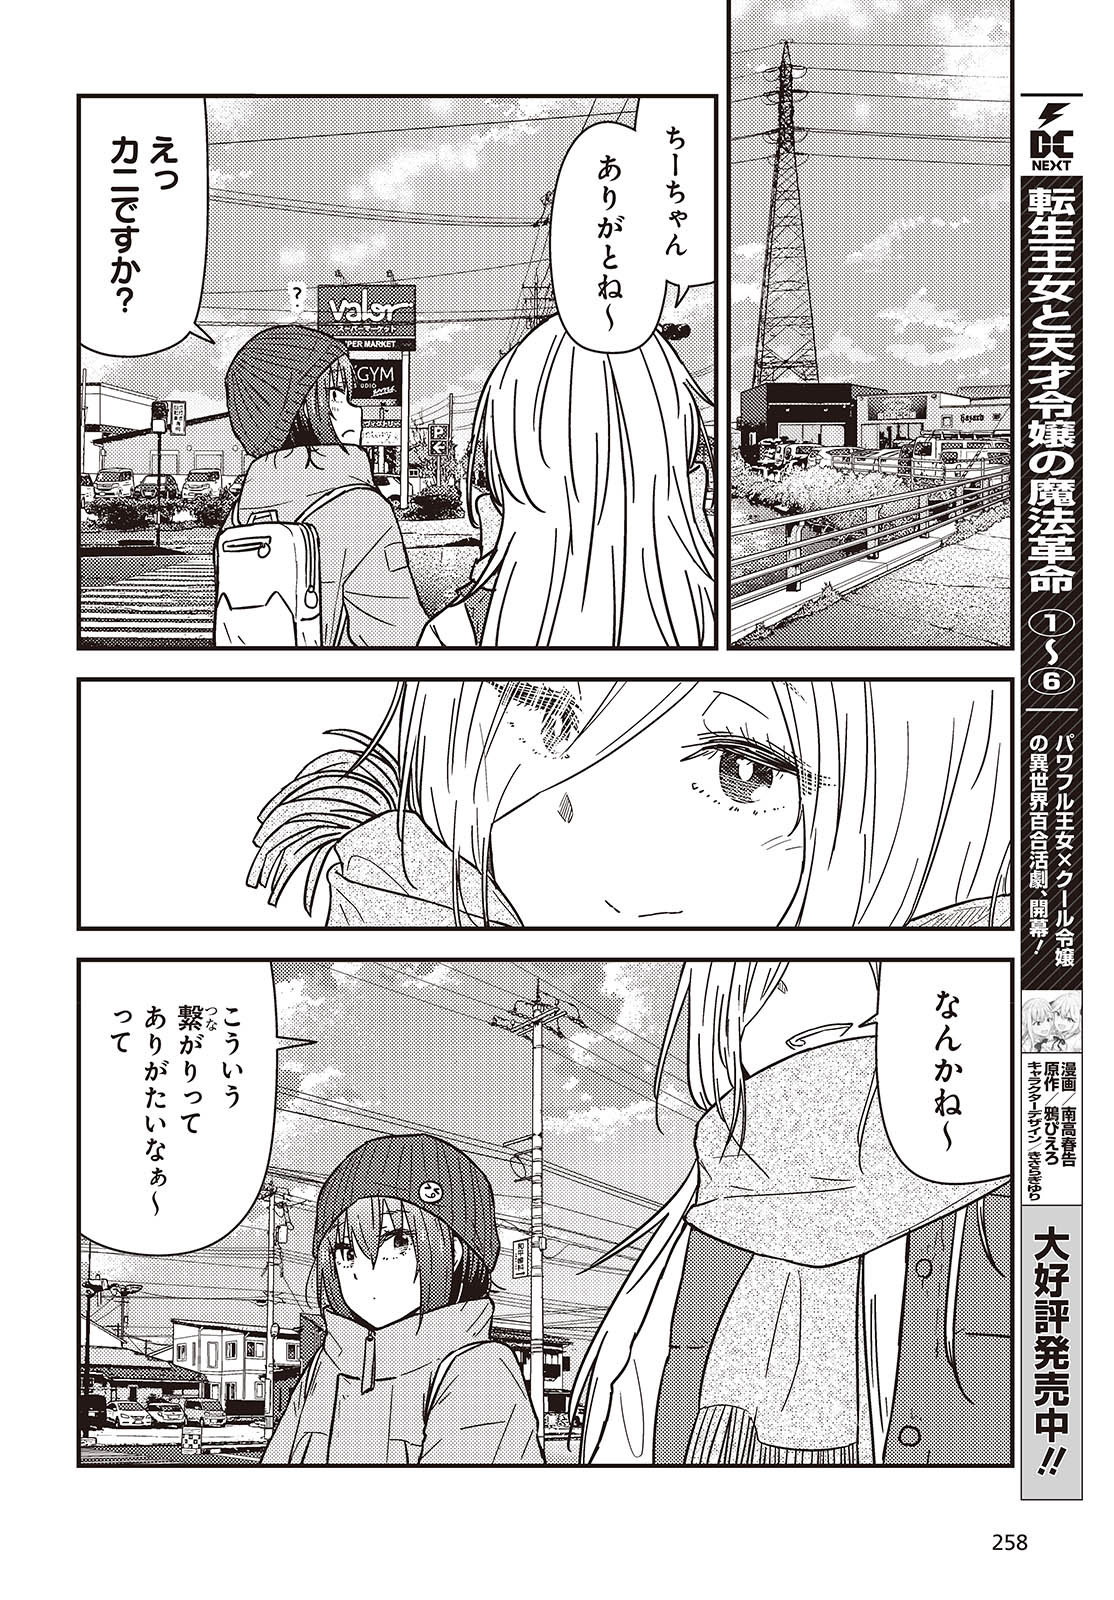 ちーちゃん
ありがとね～
えっ
カニですか？
?
valor
スーパーマーケット
PER MARKET
GYM
P
なんかね～
こういう
繋がりって
つな
ありがたいなぁ～
って
DC
NEXT
転生王女と天才令嬢の魔法革命 ①～⑥
パワフル王女×クール令嬢
の異世界百合活劇、開幕！
漫画／南高春告
原作／鴉ぴえろ
キャラクターデザイン／きさらぎゆり
大好評発売中!!
258